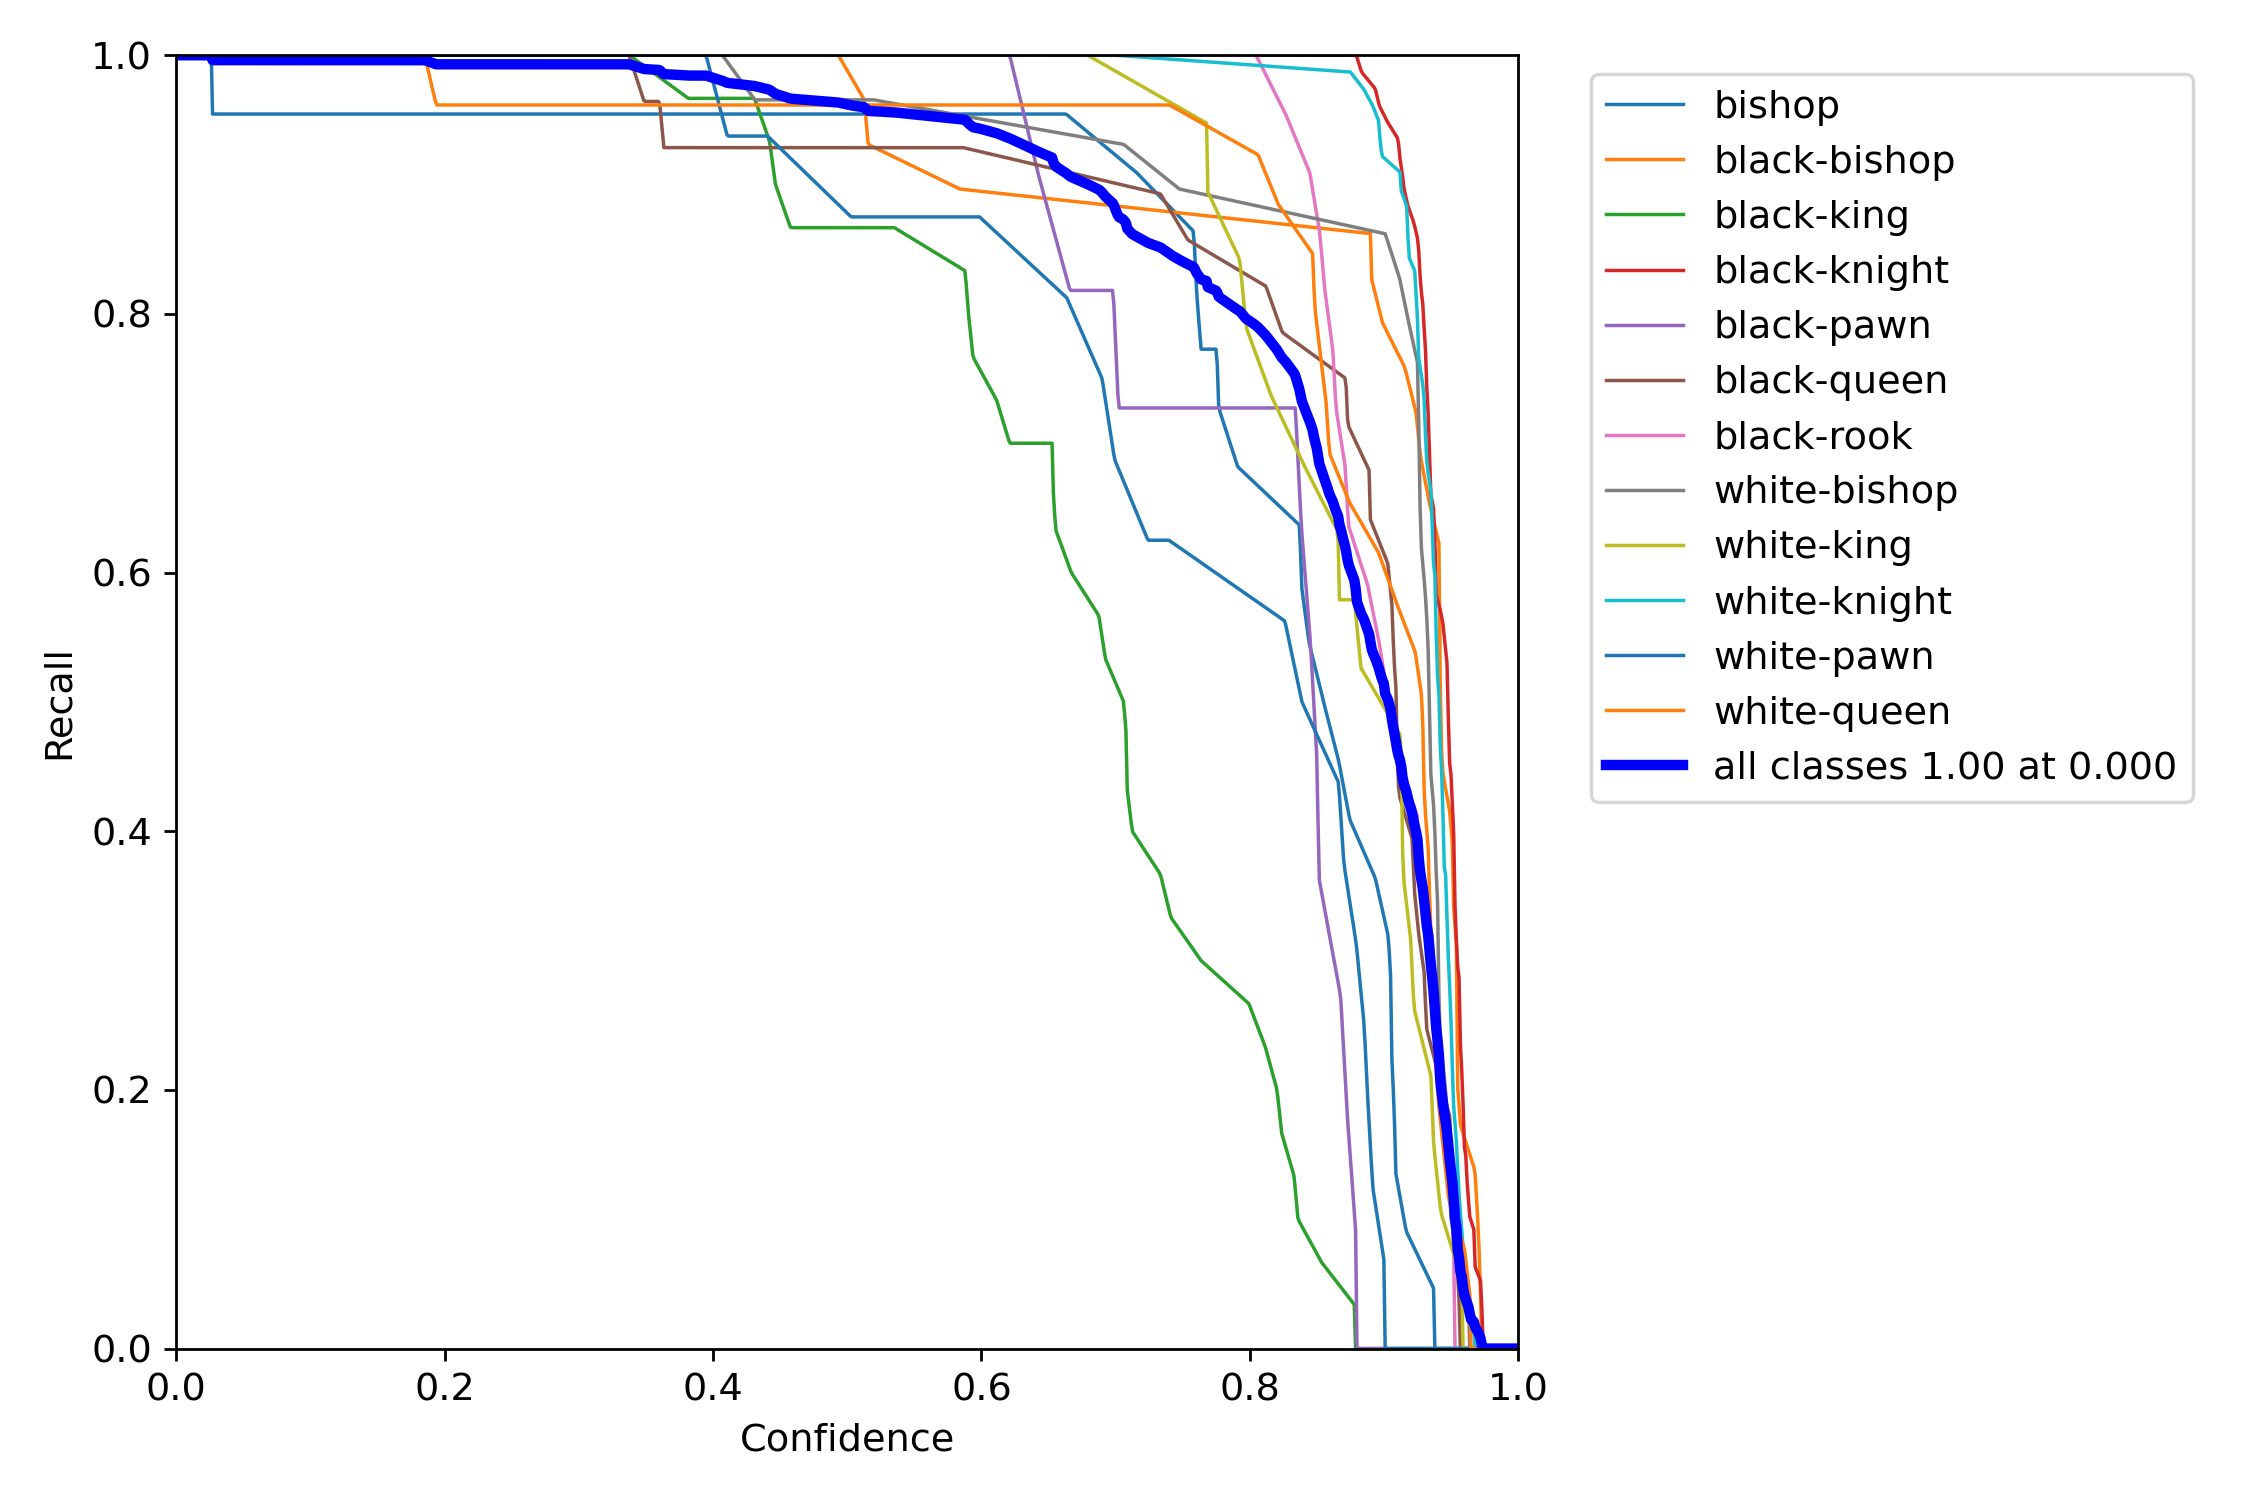 1.0
0.8
0.6
0.4
0.2
0.0
Recall
0.0 0.2 0.4 0.6 0.8 1.0
Confidence
bishop
black-bishop
black-king
black-knight
black-pawn
black-queen
black-rook
white-bishop
white-king
white-knight
white-pawn
white-queen
all classes 1.00 at 0.000